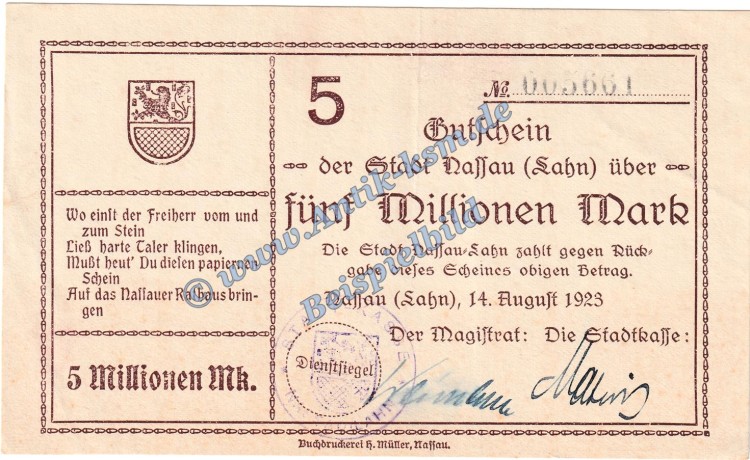 5
No. 005661
Gutschein
der Stadt Nassau (Lahn) über
fünf Millionen Mark
Die Stadt Nassau-Lahn zahlt gegen Rück-
gabe dieses Scheines obigen Betrag.
Nassau (Lahn), 14. August 1923
Der Magistrat: Die Stadtkasse:
Dienstsiegel
Wo einst der Freiherr vom und
zum Stein
Ließ harte Taler klingen,
Mußt heut' Du diesen papiernen
Schein
Auf das Nassauer Rathaus brin-
gen
5 Millionen Mk.
Buchdruckerei H. Müller, Nassau.
© www.Antik-ksm.de
Beispielbild